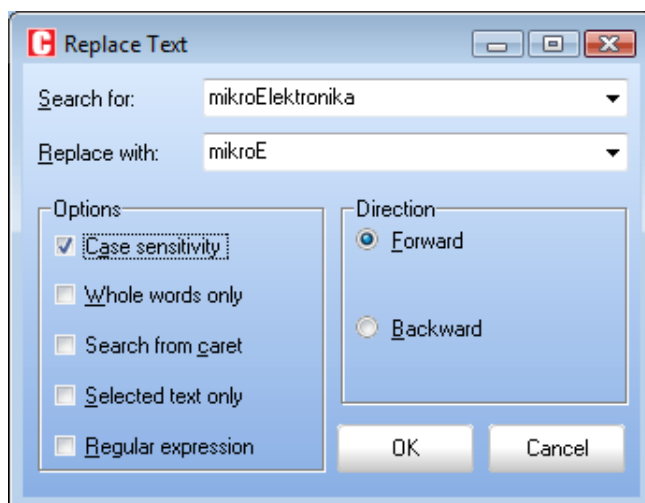 C Replace Text
Search for: mikroElektronika
Replace with: mikroE
Options
Case sensitivity
Whole words only
Search from caret
Selected text only
Regular expression
Direction
Forward
Backward
OK Cancel